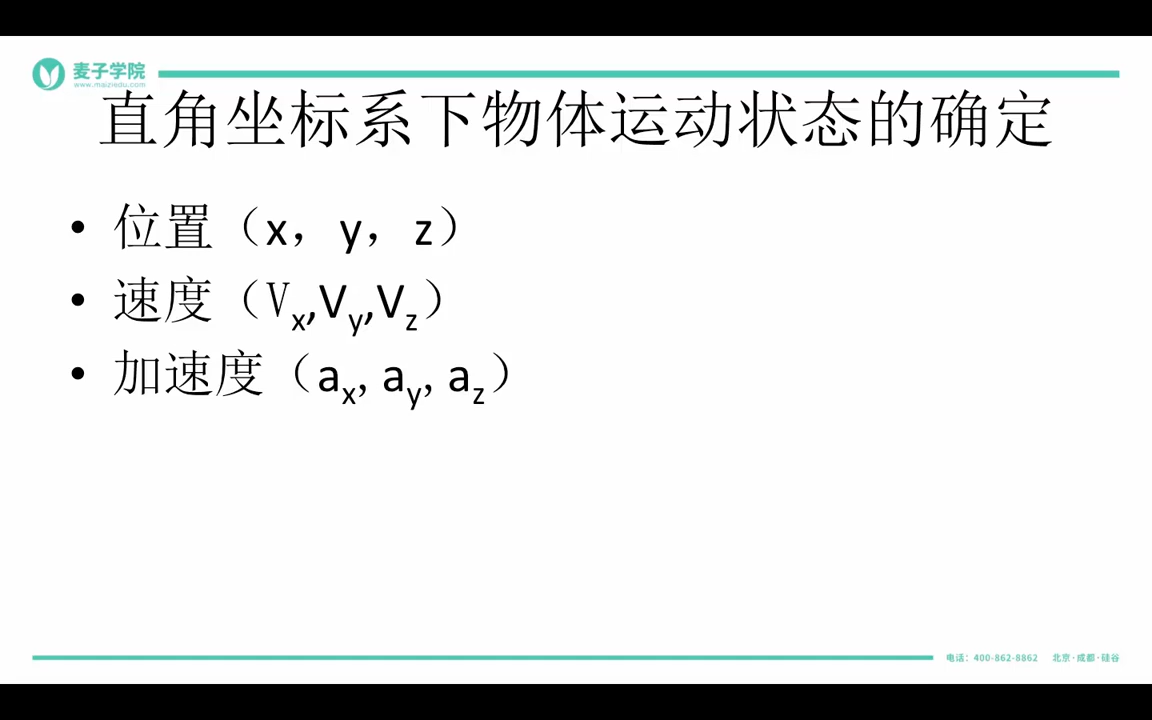 麦子学院
www.maiziedu.com
直角坐标系下物体运动状态的确定
• 位置（x，y，z）
• 速度（Vx,Vy,Vz）
• 加速度（ax, ay, az）
电话：400-862-8862 北京·成都·硅谷